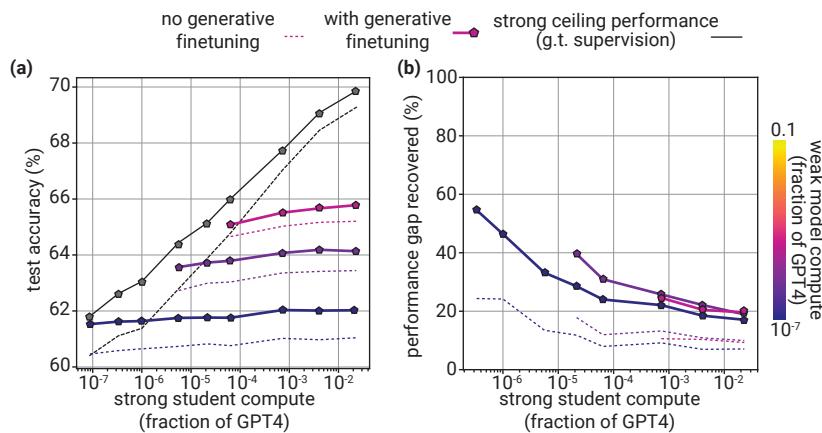 no generative finetuning
with generative finetuning
strong ceiling performance (g.t. supervision)
(a)
test accuracy (%)
70
68
66
64
62
60
10⁻⁷ 10⁻⁶ 10⁻⁵ 10⁻⁴ 10⁻³ 10⁻²
strong student compute
(fraction of GPT4)
(b)
performance gap recovered (%)
100
80
60
40
20
0
10⁻⁶ 10⁻⁵ 10⁻⁴ 10⁻³ 10⁻²
strong student compute
(fraction of GPT4)
0.1
10⁻⁷
weak model compute
(fraction of GPT4)